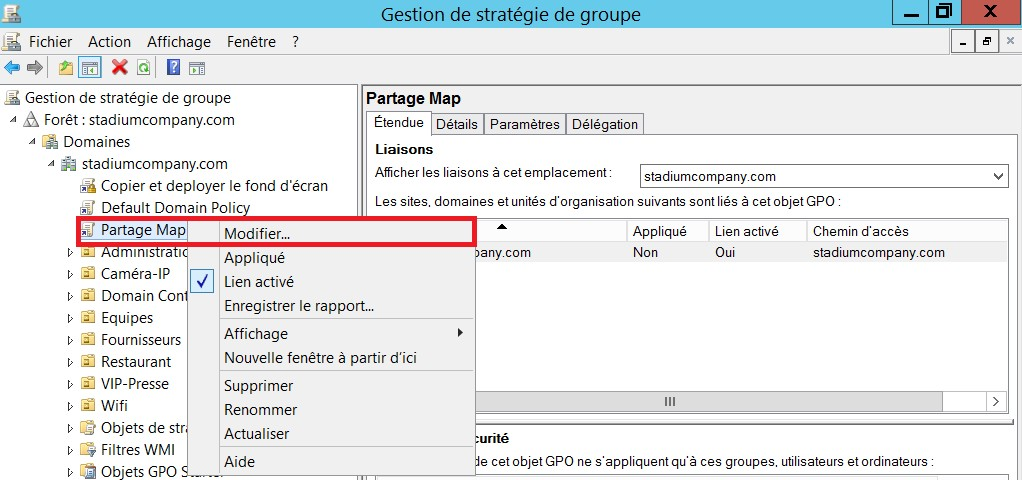 Gestion de stratégie de groupe
Fichier Action Affichage Fenêtre ?
Gestion de stratégie de groupe
Forêt : stadiumcompany.com
Domaines
stadiumcompany.com
Copier et deployer le fond d'écran
Default Domain Policy
Partage Map
Administratio
Caméra-IP
Domain Cont
Equipes
Fournisseurs
Restaurant
VIP-Presse
Wifi
Objets de stra
Filtres WMI
Objets GPO Starter
Modifier...
Appliqué
Lien activé
Enregistrer le rapport...
Affichage
Nouvelle fenêtre à partir d'ici
Supprimer
Renommer
Actualiser
Aide
Partage Map
Étendue Détails Paramètres Délégation
Liaisons
Afficher les liaisons à cet emplacement : stadiumcompany.com
Les sites, domaines et unités d'organisation suivants sont liés à cet objet GPO :
Appliqué Lien activé Chemin d'accès
pany.com Non Oui stadiumcompany.com
curité
de cet objet GPO ne s'appliquent qu'à ces groupes, utilisateurs et ordinateurs :